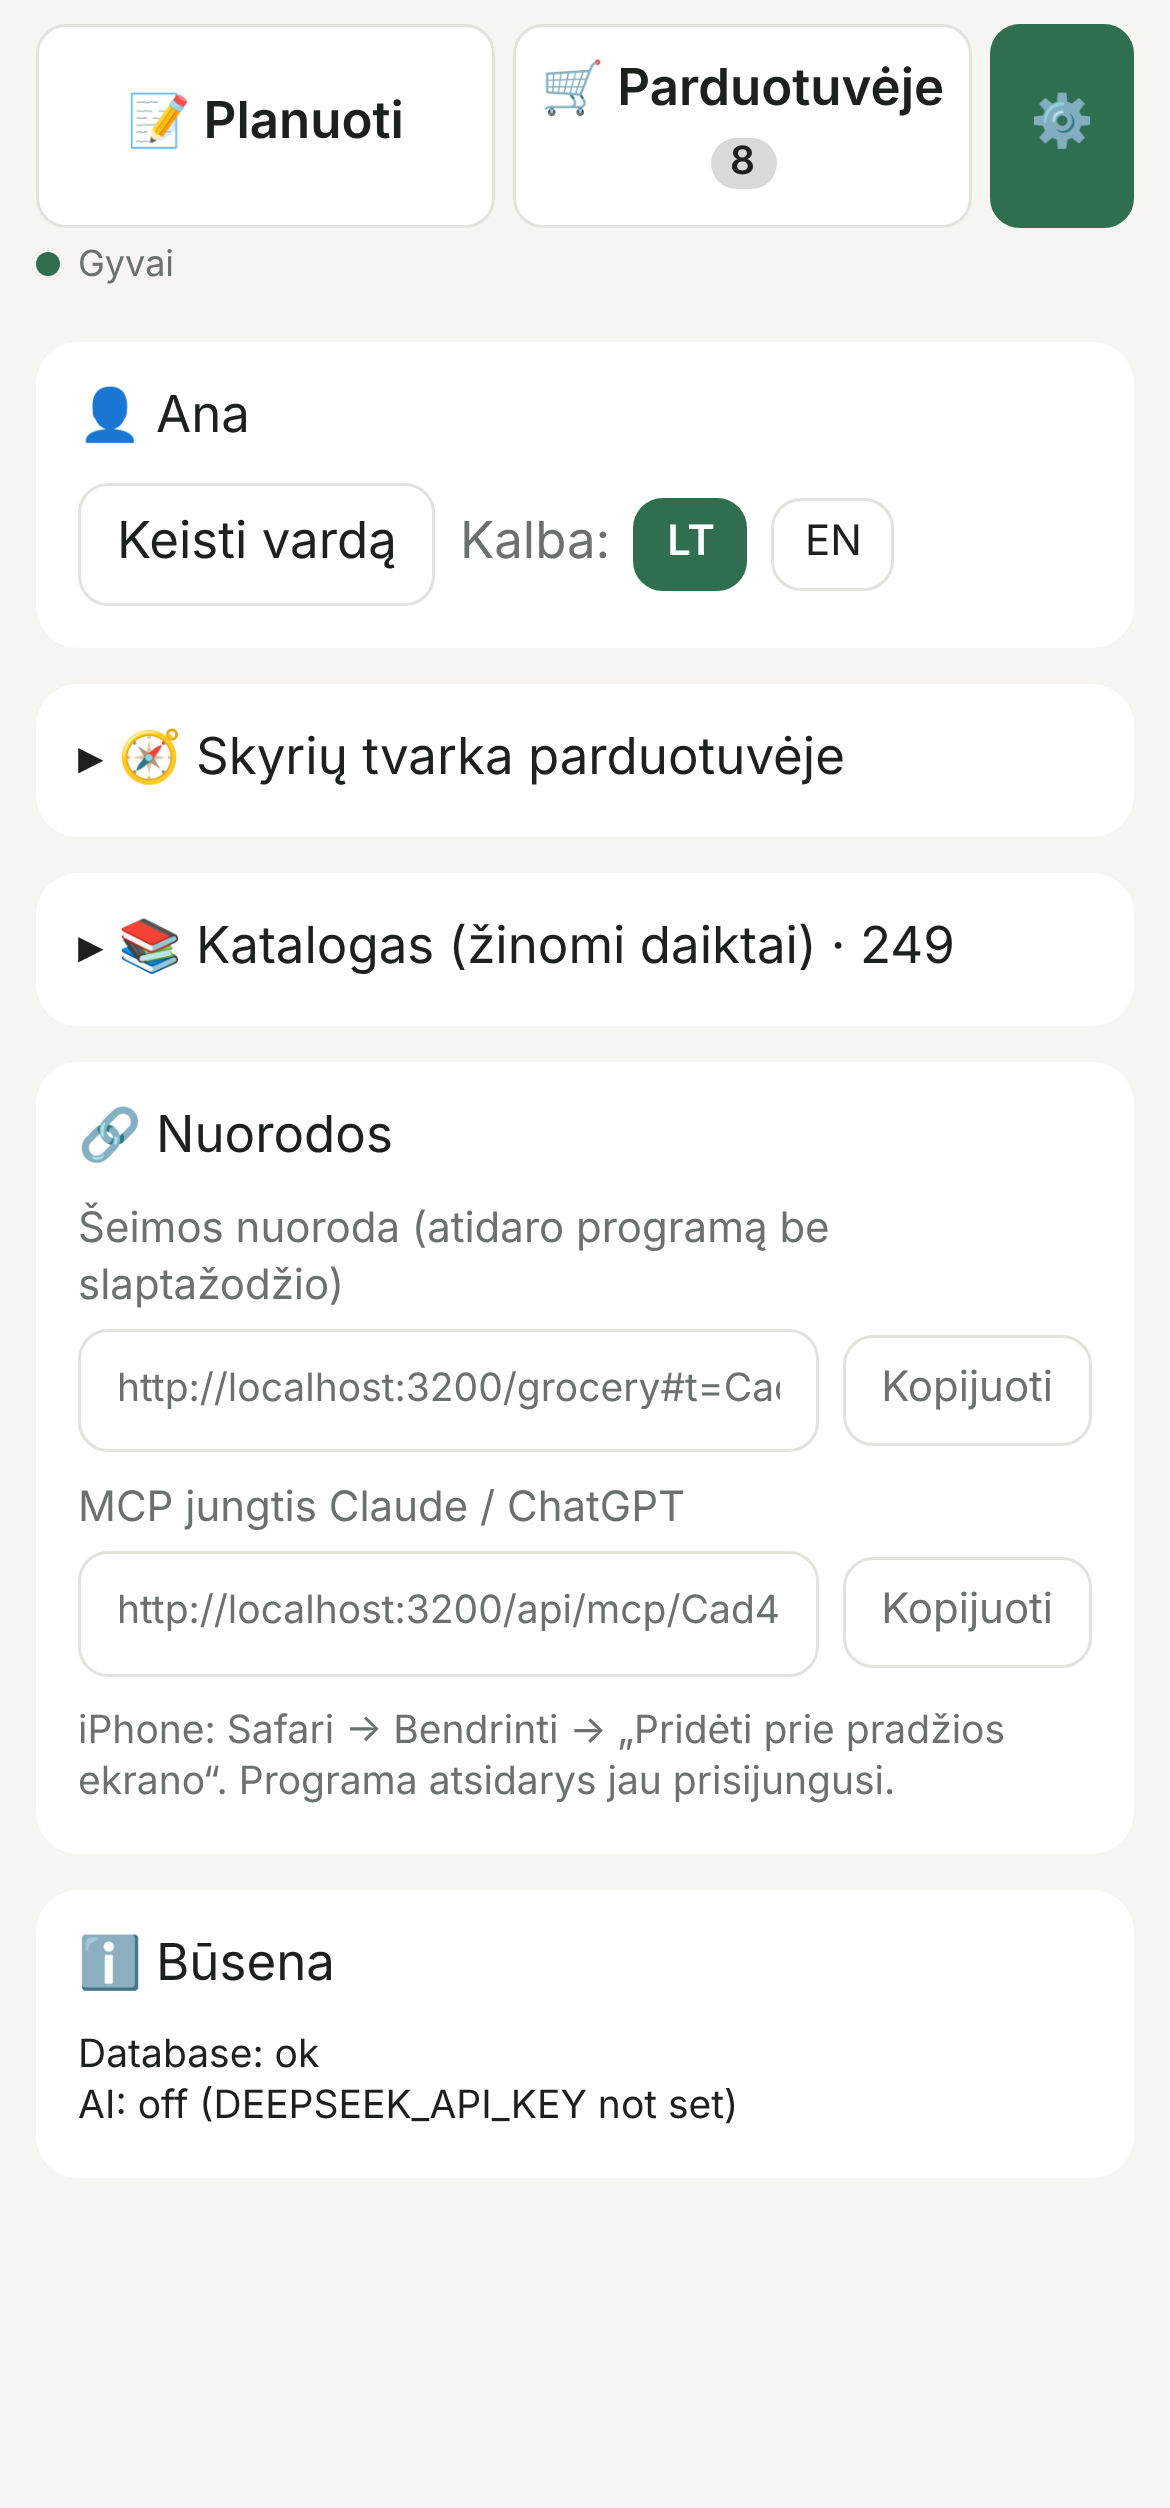 Planuoti
Parduotuvėje
8
Gyvai
Ana
Keisti vardą Kalba: LT EN
Skyrių tvarka parduotuvėje
Katalogas (žinomi daiktai) · 249
Nuorodos
Šeimos nuoroda (atidaro programą be
slaptažodžio)
http://localhost:3200/grocery#t=Cad Kopijuoti
MCP jungtis Claude / ChatGPT
http://localhost:3200/api/mcp/Cad4 Kopijuoti
iPhone: Safari → Bendrinti → „Pridėti prie pradžios
ekrano“. Programa atsidarys jau prisijungusi.
Būsena
Database: ok
AI: off (DEEPSEEK_API_KEY not set)